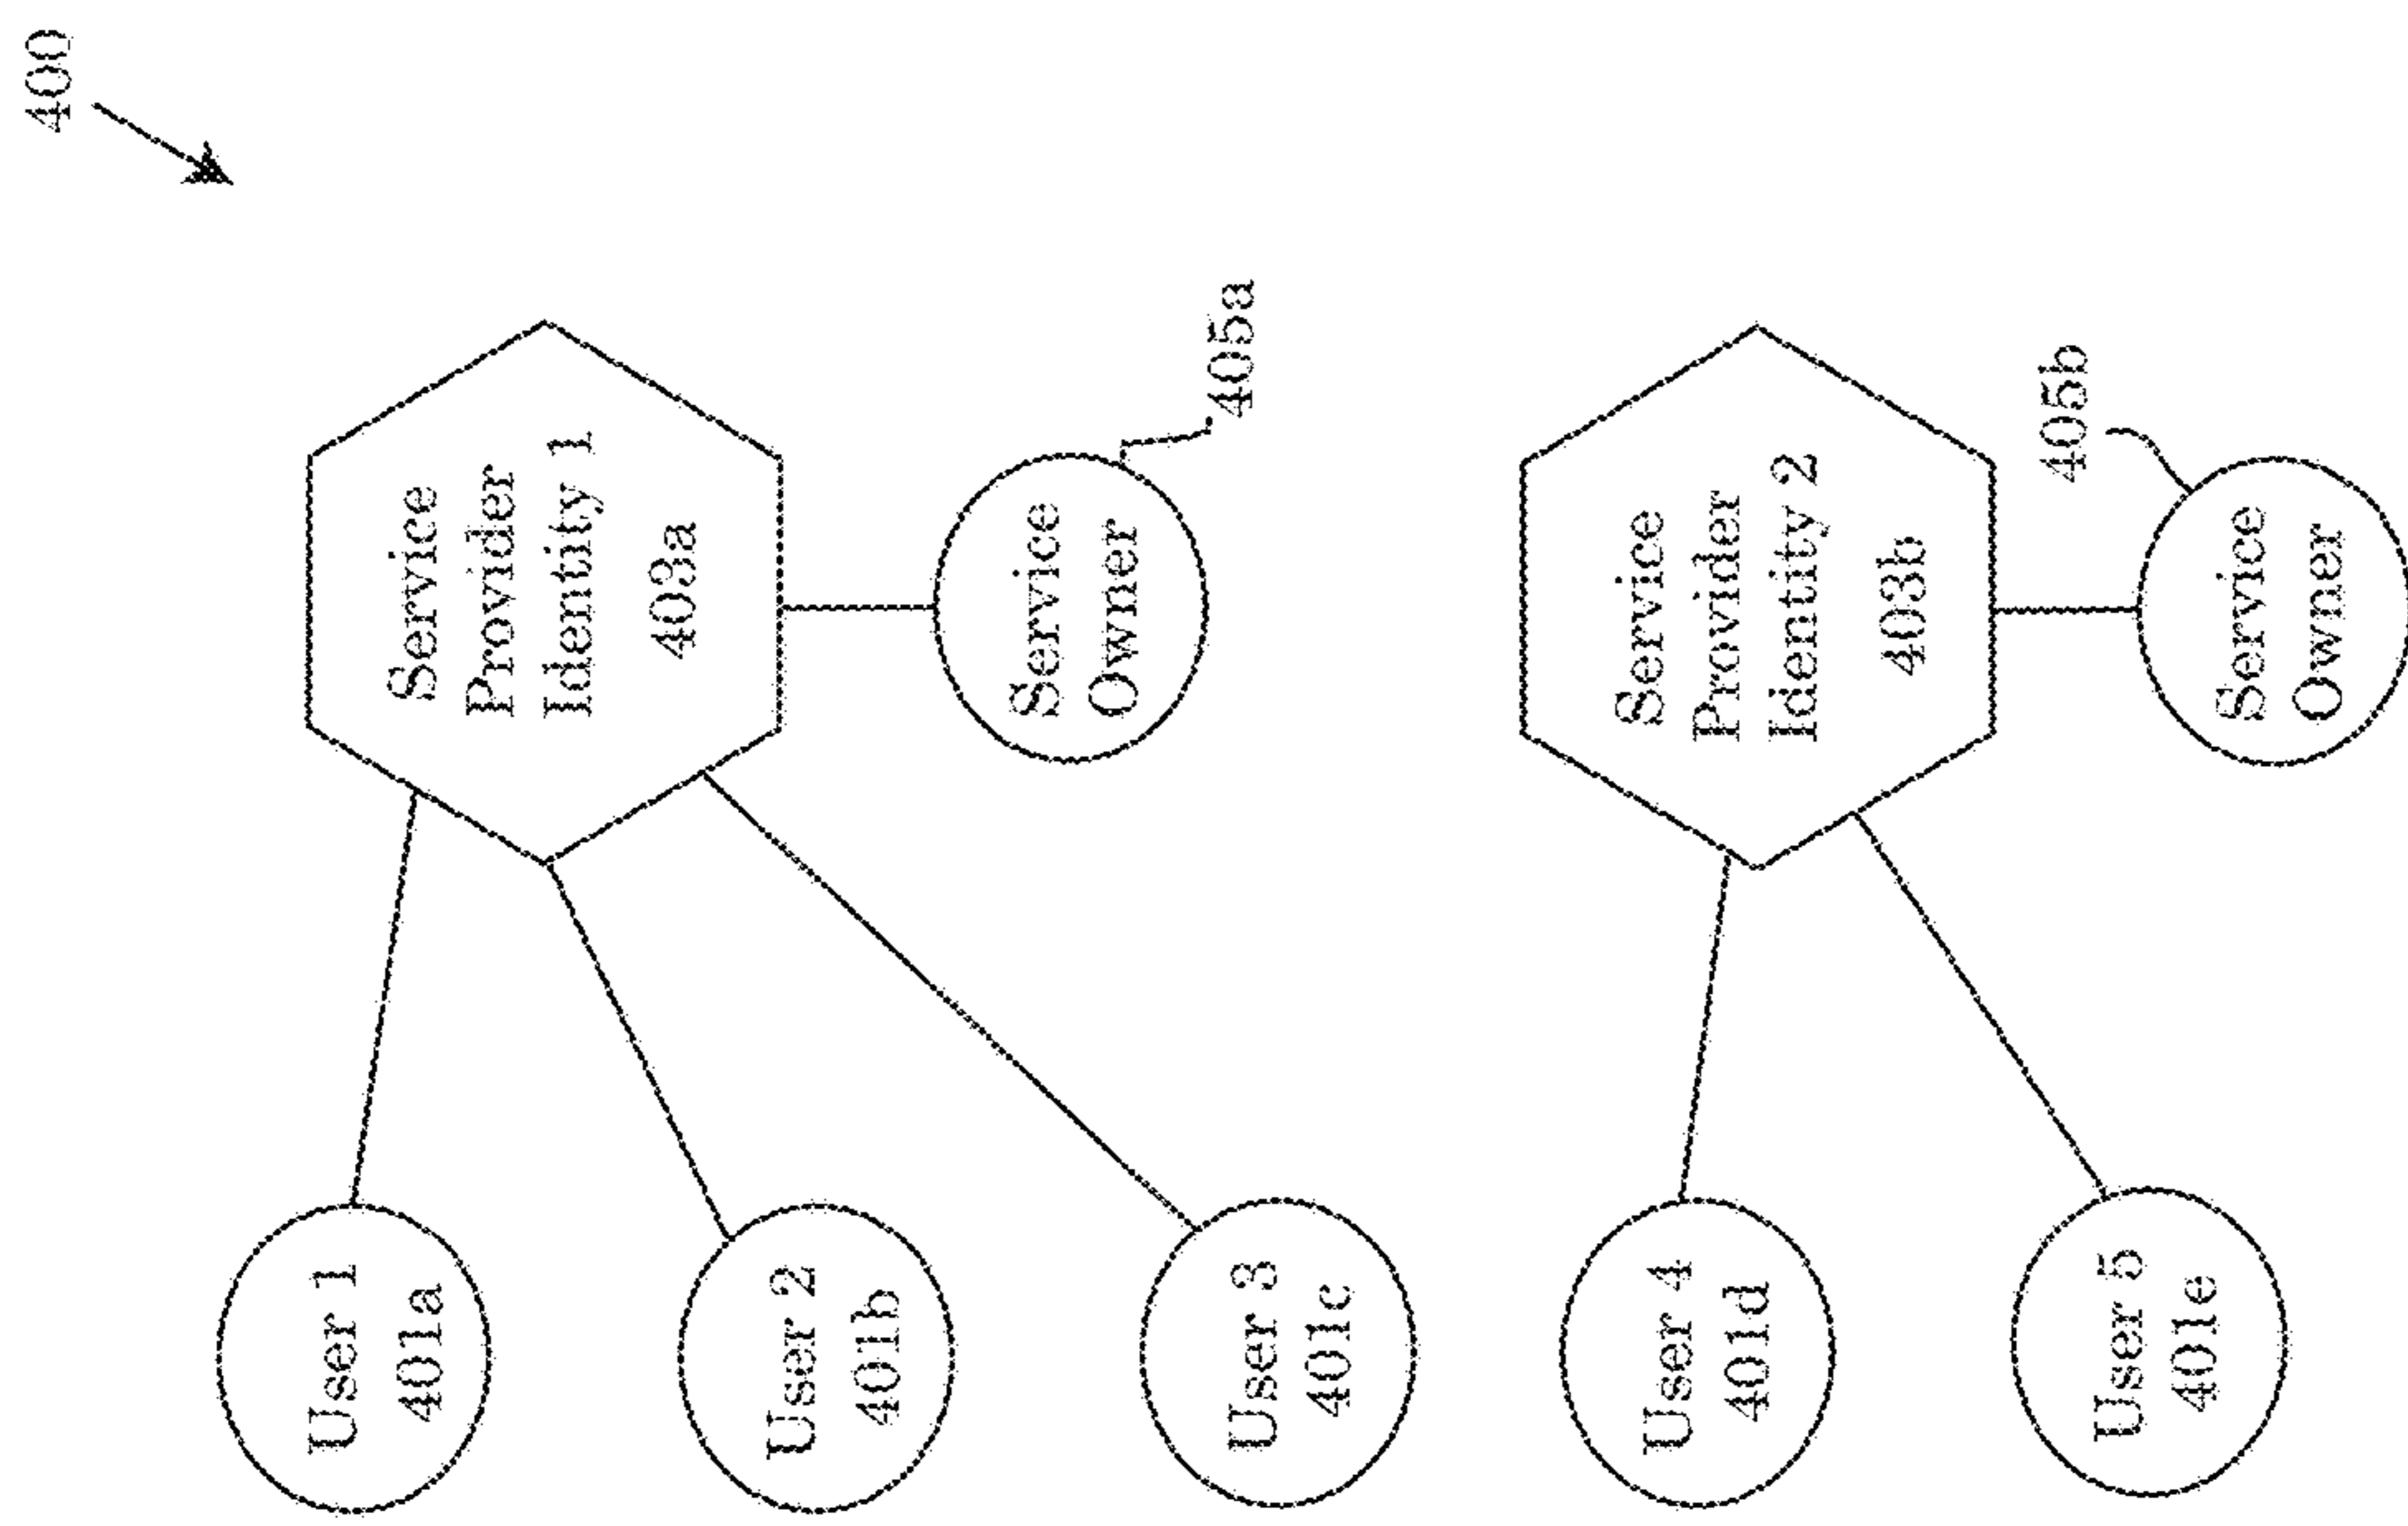 400
Service
Provider
Identity 1
403a
Service
Owner
405a
Service
Provider
Identity 2
403b
405b
Service
Owner
User 1
401a
User 2
401b
User 3
401c
User 4
401d
User 5
401e